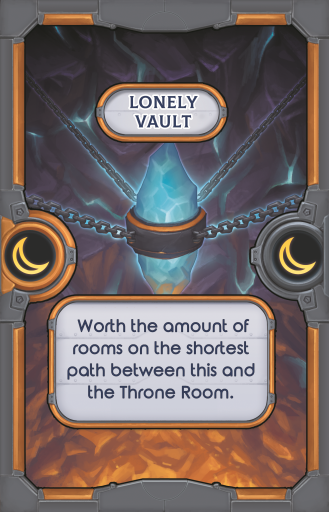 LONELY
VAULT
Worth the amount of
rooms on the shortest
path between this and
the Throne Room.